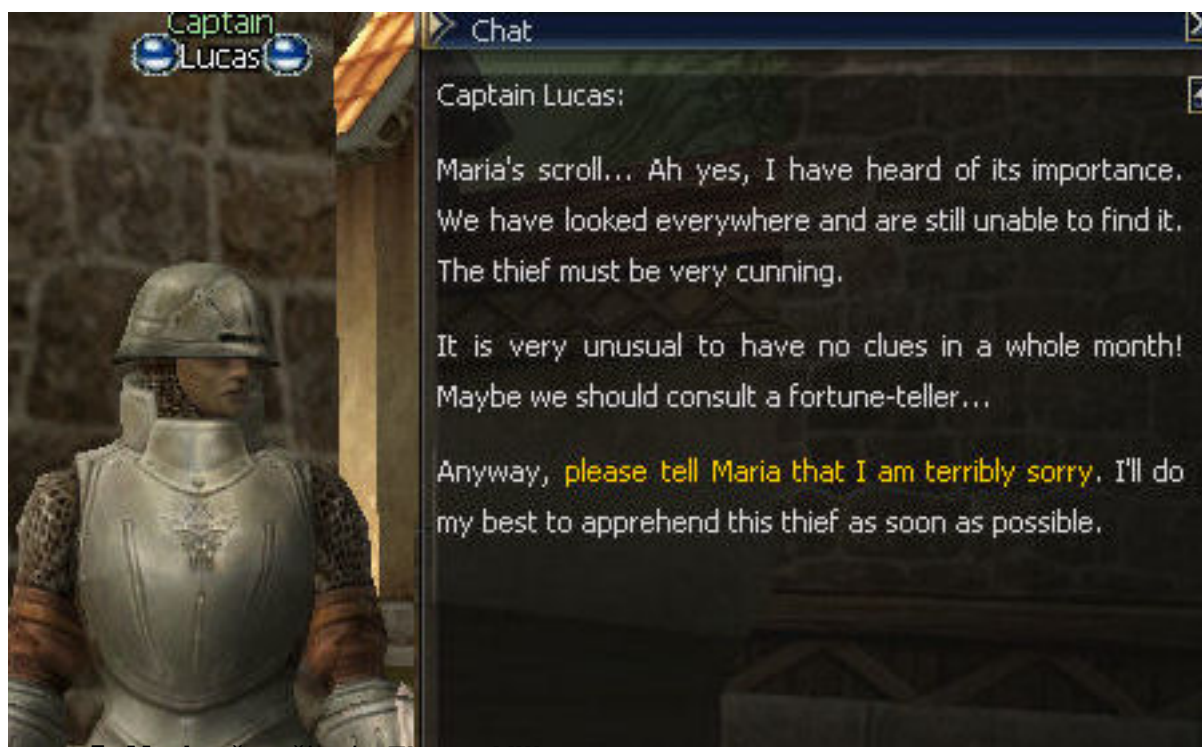 Captain
Lucas
Chat
Captain Lucas:
Maria's scroll... Ah yes, I have heard of its importance.
We have looked everywhere and are still unable to find it.
The thief must be very cunning.
It is very unusual to have no clues in a whole month!
Maybe we should consult a fortune-teller...
Anyway, please tell Maria that I am terribly sorry. I'll do
my best to apprehend this thief as soon as possible.